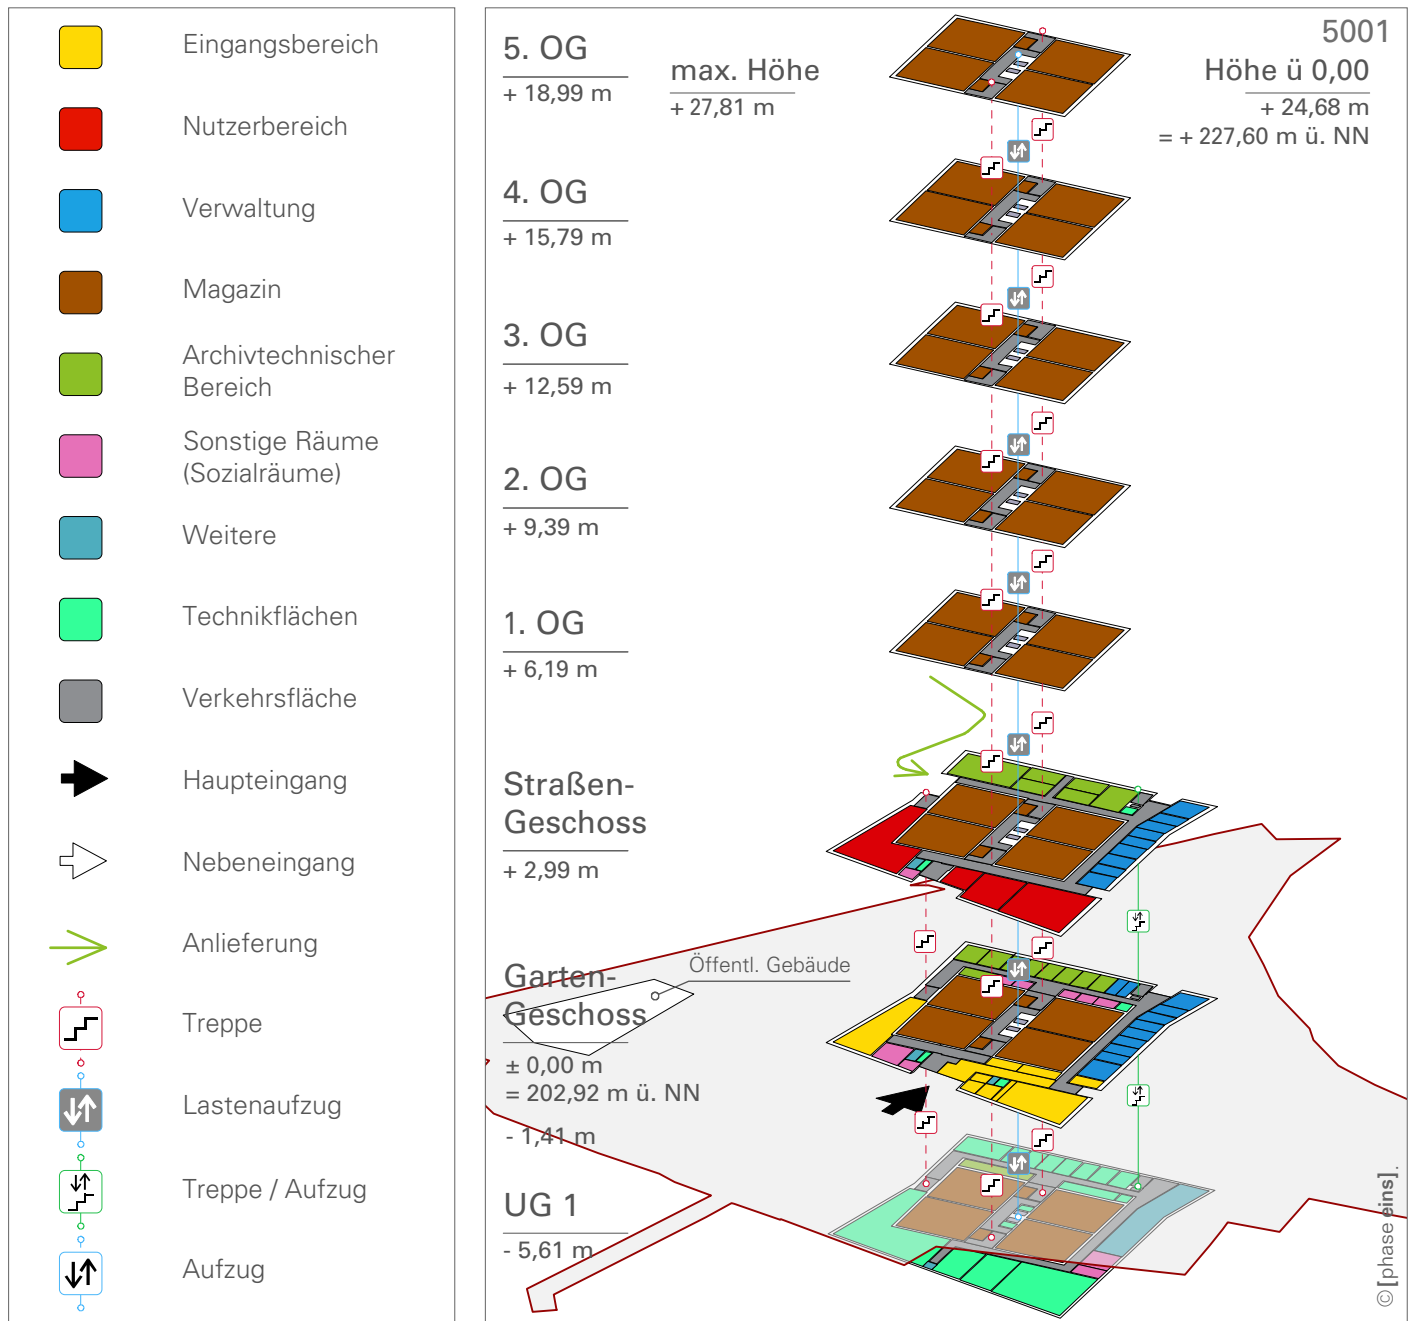 Eingangsbereich
Nutzerbereich
Verwaltung
Magazin
Archivtechnischer
Bereich
Sonstige Räume
(Sozialräume)
Weitere
Technikflächen
Verkehrsfläche
Haupteingang
Nebeneingang
Anlieferung
Treppe
Lastenaufzug
Treppe / Aufzug
Aufzug
5001
5. OG
+ 18,99 m
max. Höhe
+ 27,81 m
Höhe ü 0,00
+ 24,68 m
= + 227,60 m ü. NN
4. OG
+ 15,79 m
3. OG
+ 12,59 m
2. OG
+ 9,39 m
1. OG
+ 6,19 m
Straßen-
Geschoss
+ 2,99 m
Öffentl. Gebäude
Garten-
Geschoss
± 0,00 m
= 202,92 m ü. NN
- 1,41 m
UG 1
- 5,61 m
© [phase eins].